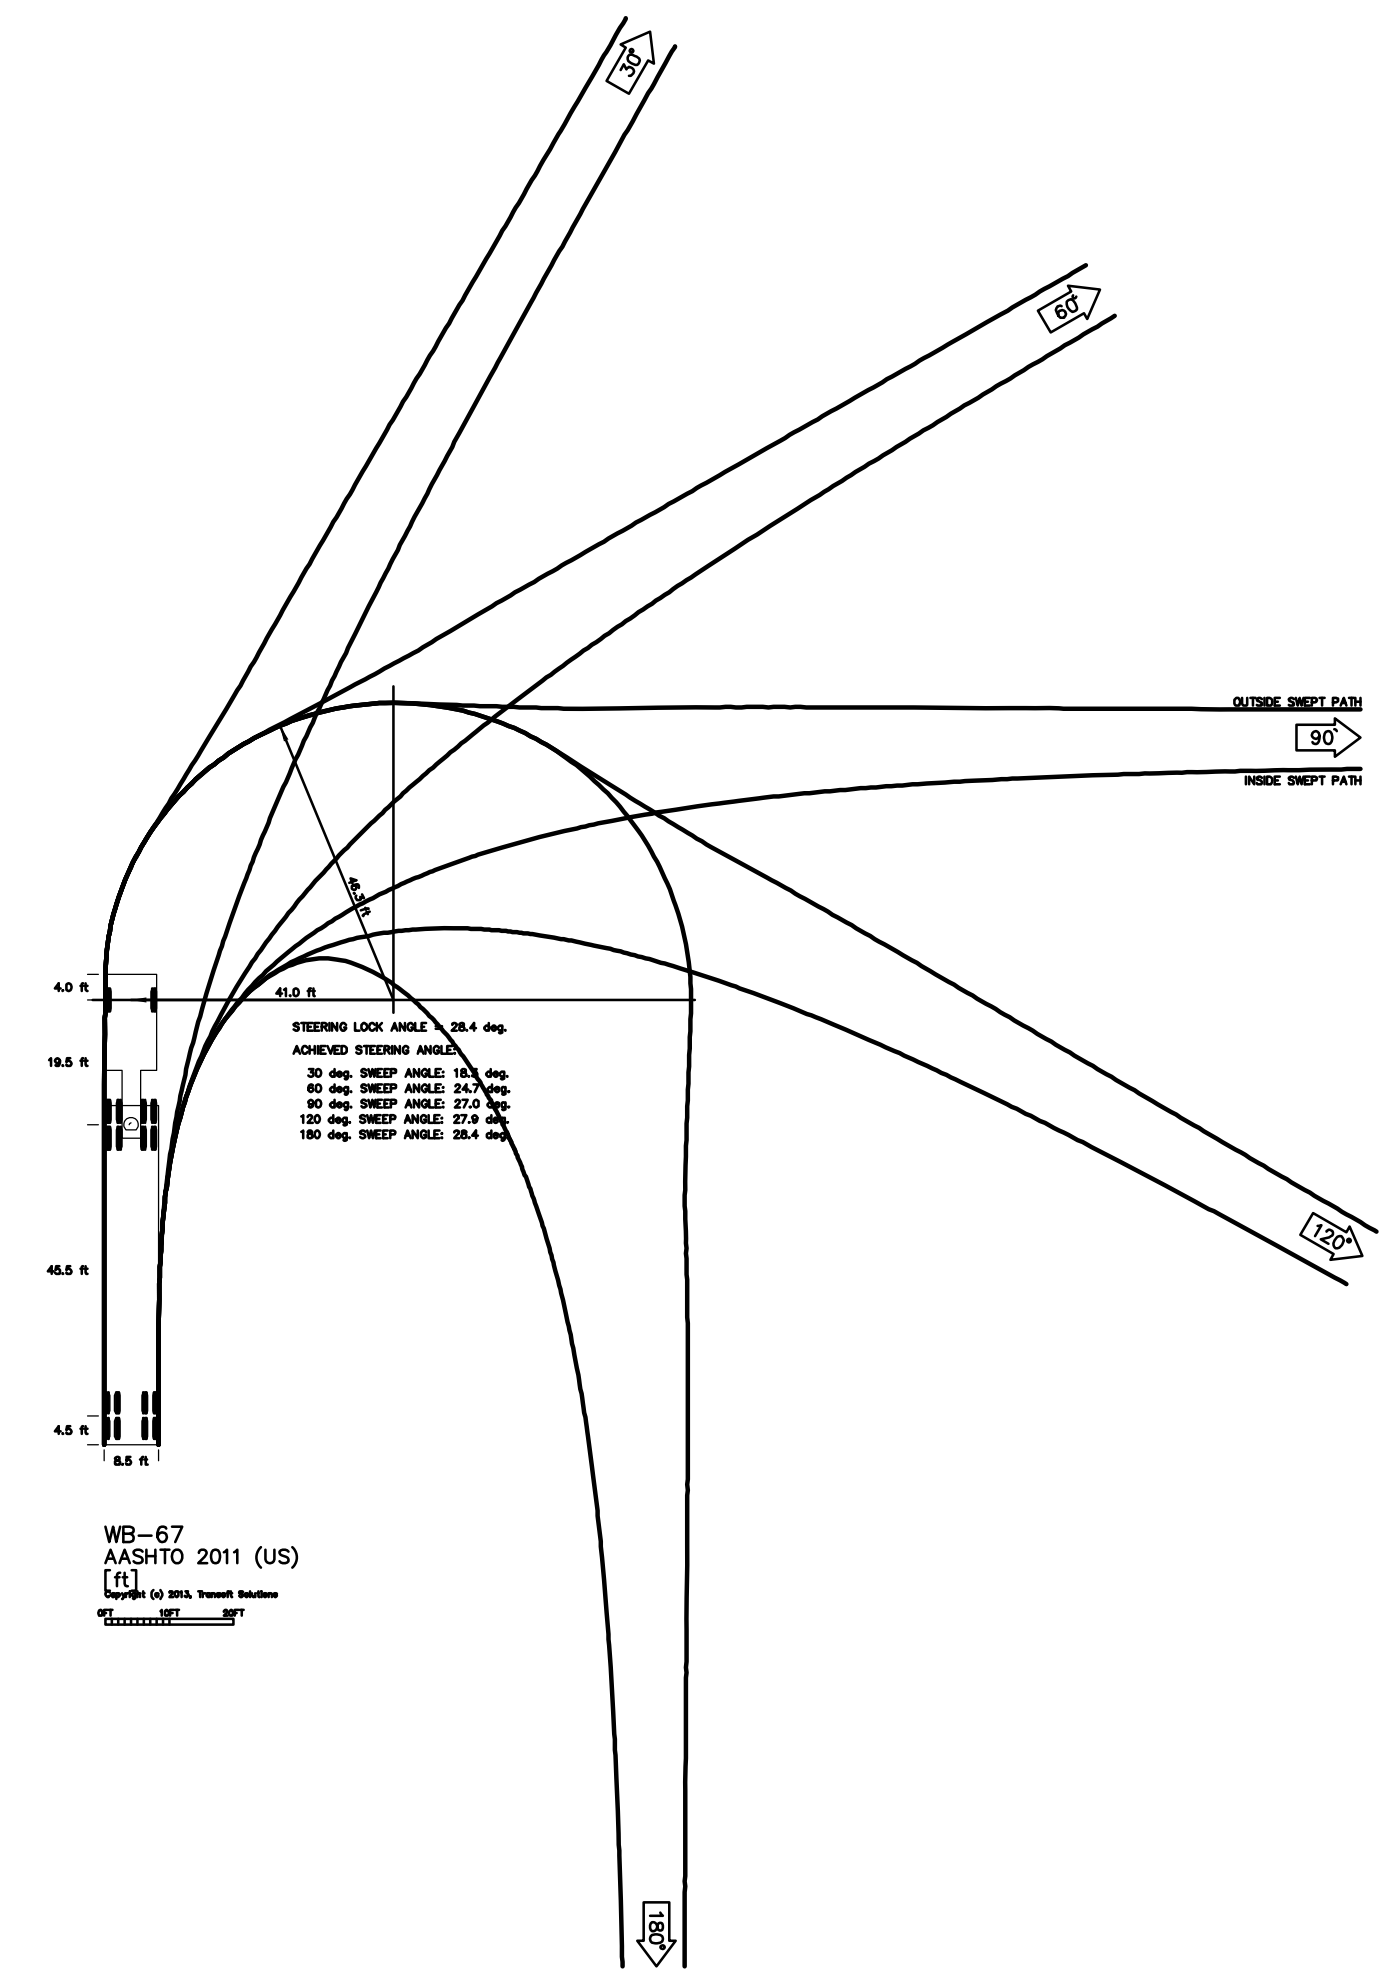 30°
60°
OUTSIDE SWEPT PATH
90°
INSIDE SWEPT PATH
46.3 ft
4.0 ft
41.0 ft
STEERING LOCK ANGLE = 28.4 deg.
ACHIEVED STEERING ANGLE:
19.5 ft
30 deg. SWEEP ANGLE: 18.3 deg.
60 deg. SWEEP ANGLE: 24.7 deg.
90 deg. SWEEP ANGLE: 27.0 deg.
120 deg. SWEEP ANGLE: 27.9 deg.
180 deg. SWEEP ANGLE: 28.4 deg.
120°
45.5 ft
4.5 ft
8.5 ft
WB-67
AASHTO 2011 (US)
[ft]
Copyright (c) 2013, Transoft Solutions
0FT 10FT 20FT
180°